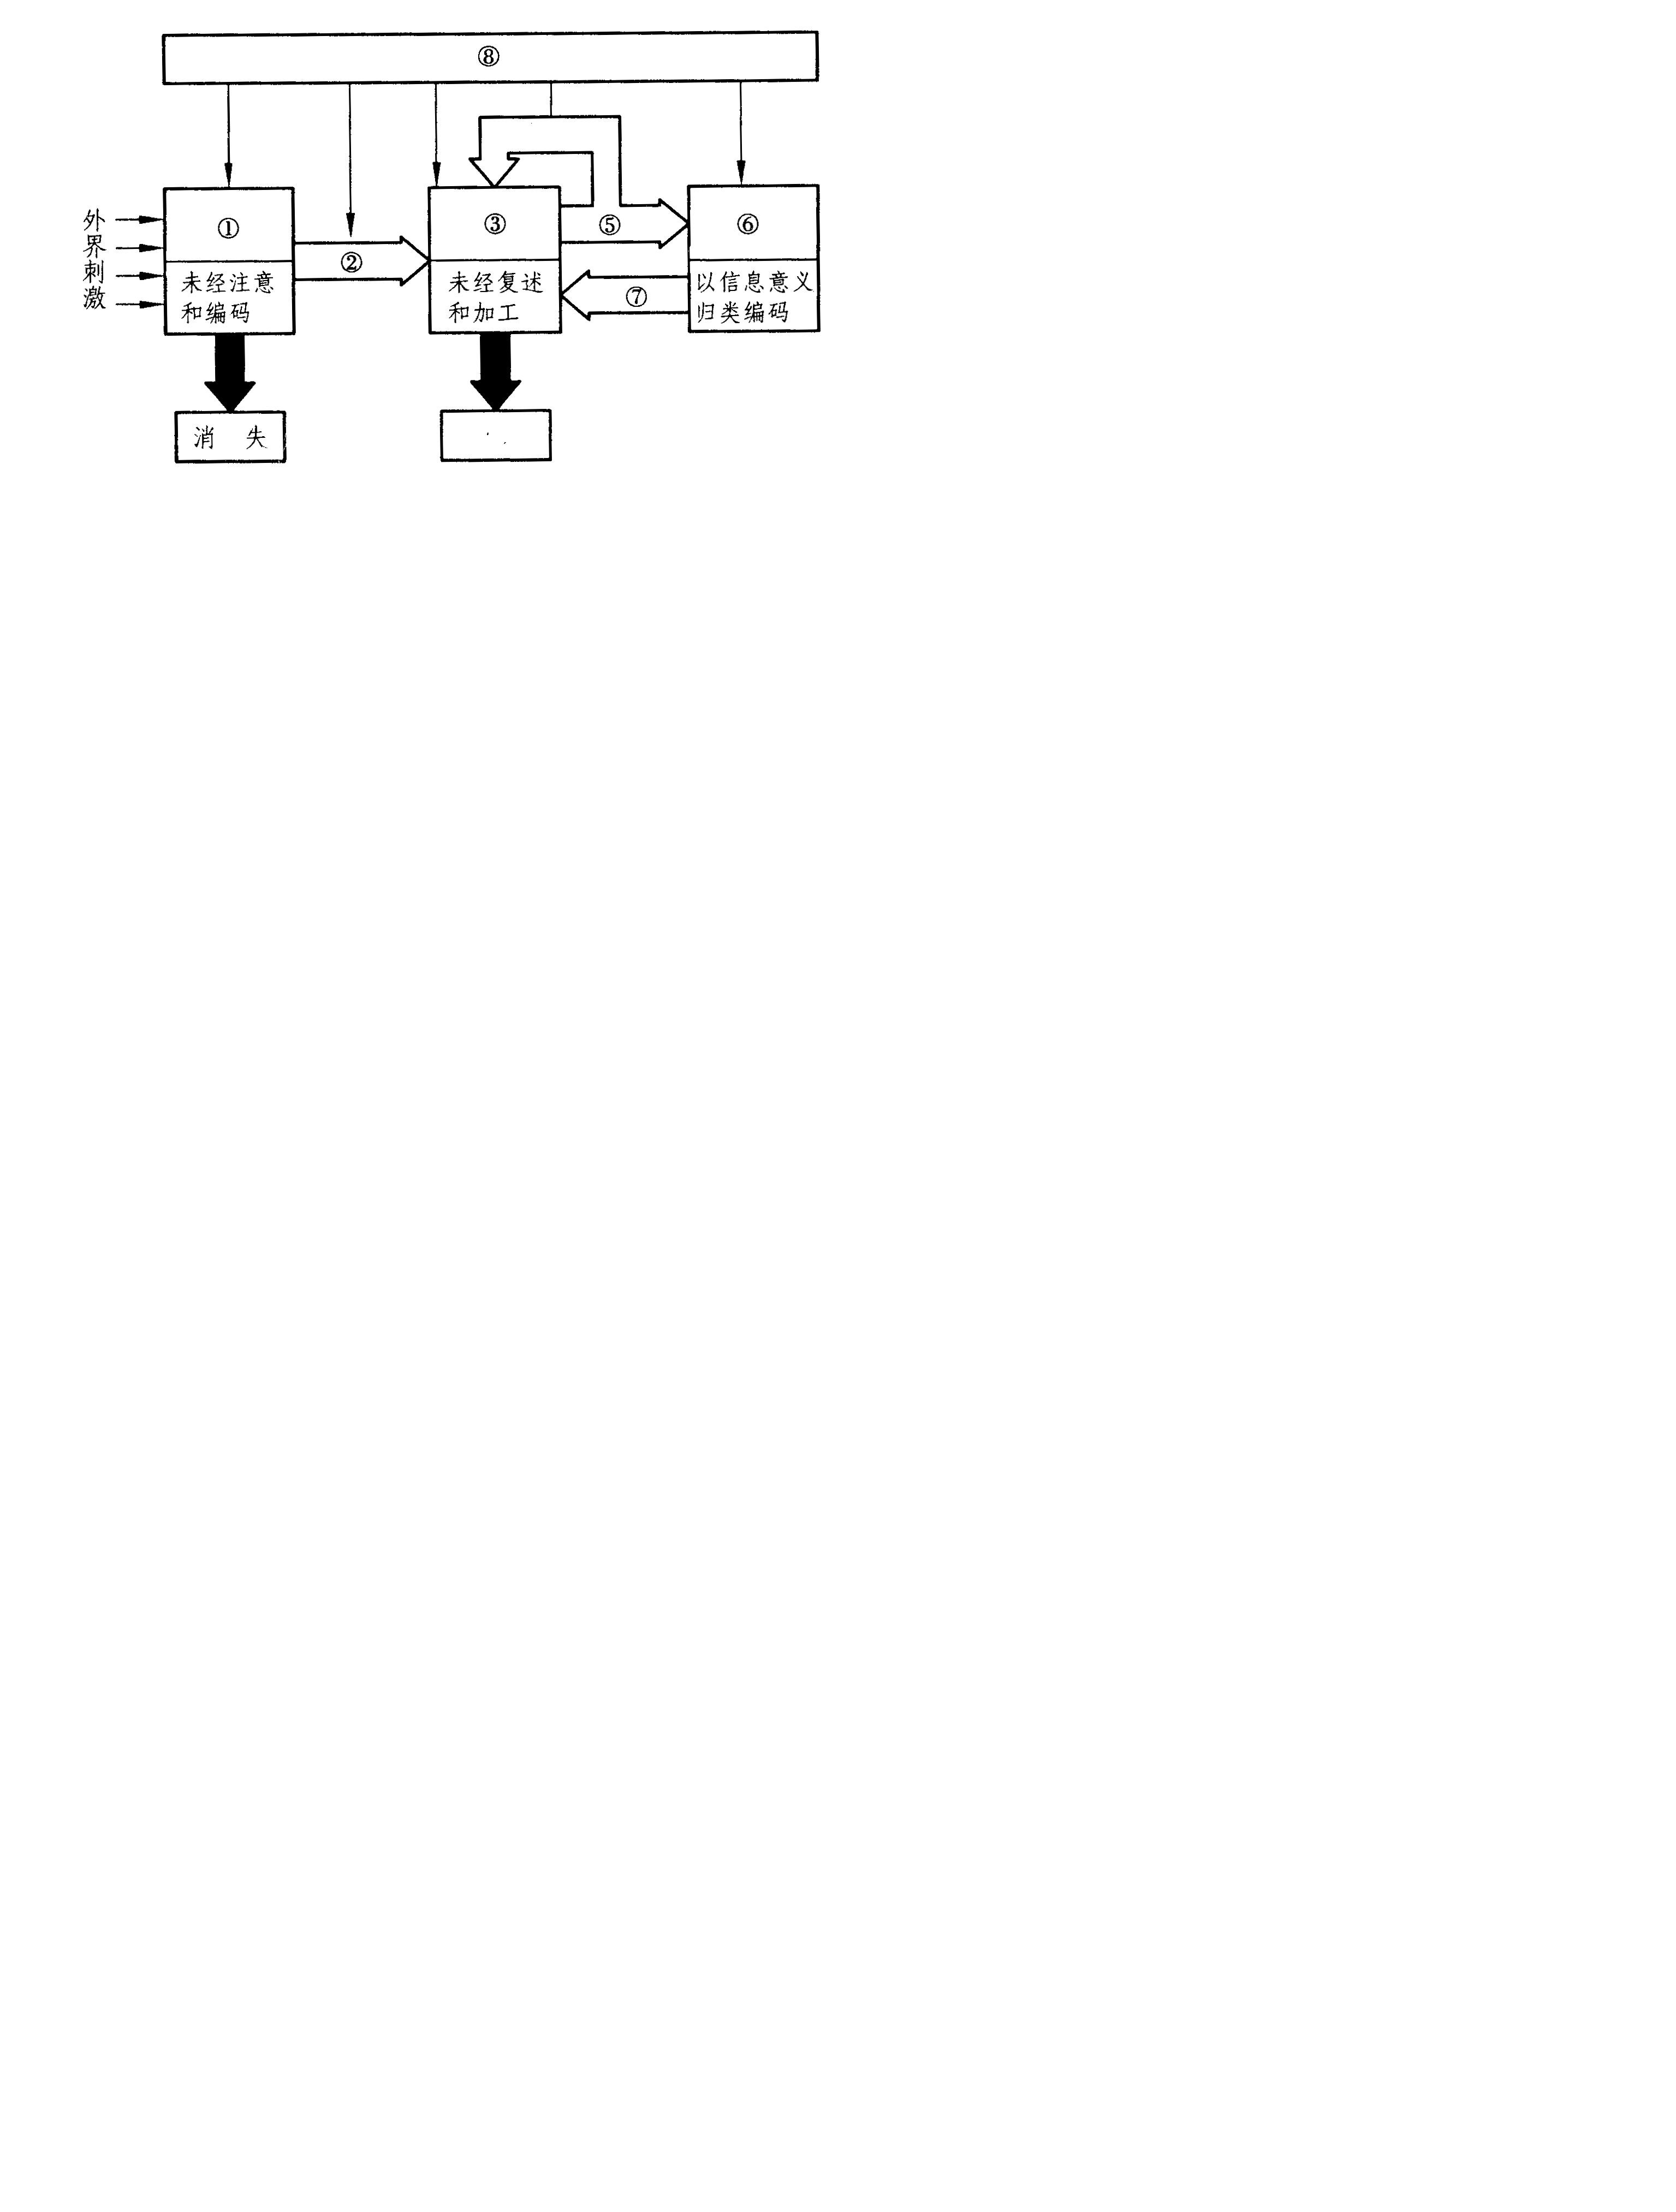 ⑧
外界刺激
①
未经注意
和编码
②
③
未经复述
和加工
⑤
⑥
以信息意义
归类编码
⑦
消 失